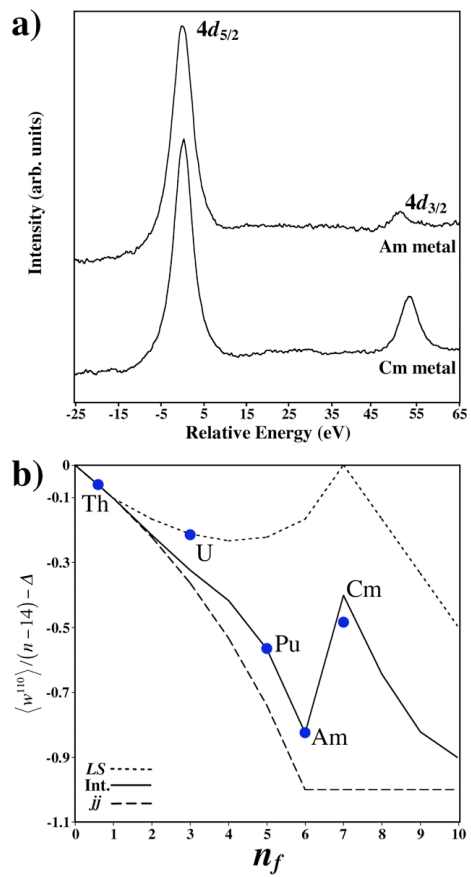 a)
4d5/2
4d3/2
Am metal
Cm metal
Intensity (arb. units)
-25 -15 -5 5 15 25 35 45 55 65
Relative Energy (eV)
b)
0
-0.1
-0.3
-0.5
-0.7
-0.9
-1.1
⟨w¹¹⁰⟩/(n−14)−Δ
Th
U
Pu
Am
Cm
LS
Int.
jj
0 1 2 3 4 5 6 7 8 9 10
nf